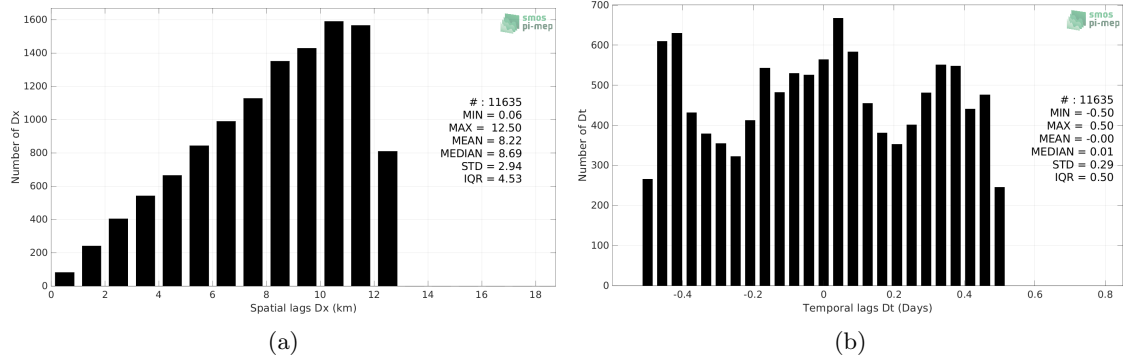 1600
1400
1200
1000
800
600
400
200
0
Number of Dx
0 2 4 6 8 10 12 14 16 18
Spatial lags Dx (km)
smos
pi-mep
# : 11635
MIN = 0.06
MAX = 12.50
MEAN = 8.22
MEDIAN = 8.69
STD = 2.94
IQR = 4.53
(a)
700
600
500
400
300
200
100
0
Number of Dt
-0.4 -0.2 0 0.2 0.4 0.6 0.8
Temporal lags Dt (Days)
smos
pi-mep
# : 11635
MIN = -0.50
MAX = 0.50
MEAN = -0.00
MEDIAN = 0.01
STD = 0.29
IQR = 0.50
(b)